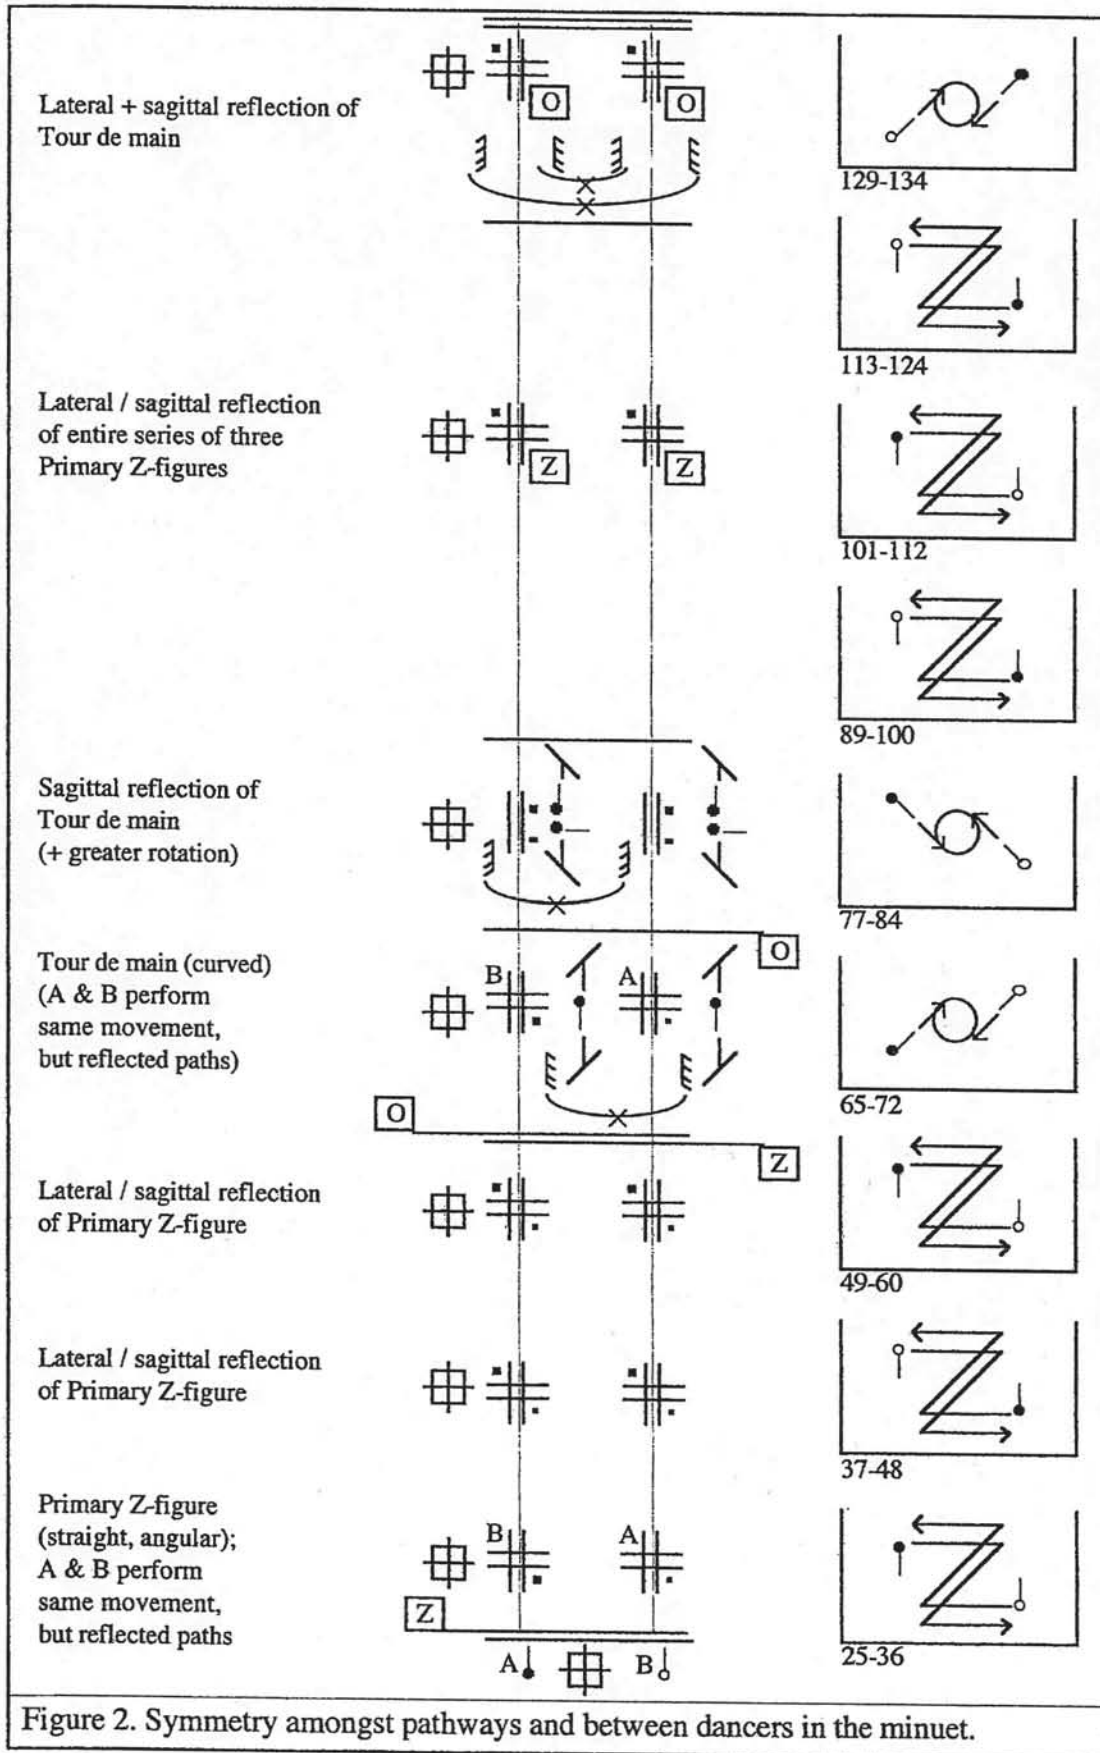 Lateral + sagittal reflection of
Tour de main
O
O
129-134
113-124
Lateral / sagittal reflection
of entire series of three
Primary Z-figures
Z
Z
101-112
89-100
Sagittal reflection of
Tour de main
(+ greater rotation)
77-84
O
Tour de main (curved)
(A & B perform
same movement,
but reflected paths)
B
A
65-72
O
Z
Lateral / sagittal reflection
of Primary Z-figure
49-60
Lateral / sagittal reflection
of Primary Z-figure
37-48
Primary Z-figure
(straight, angular);
A & B perform
same movement,
but reflected paths
B
A
Z
25-36
A
B
Figure 2. Symmetry amongst pathways and between dancers in the minuet.